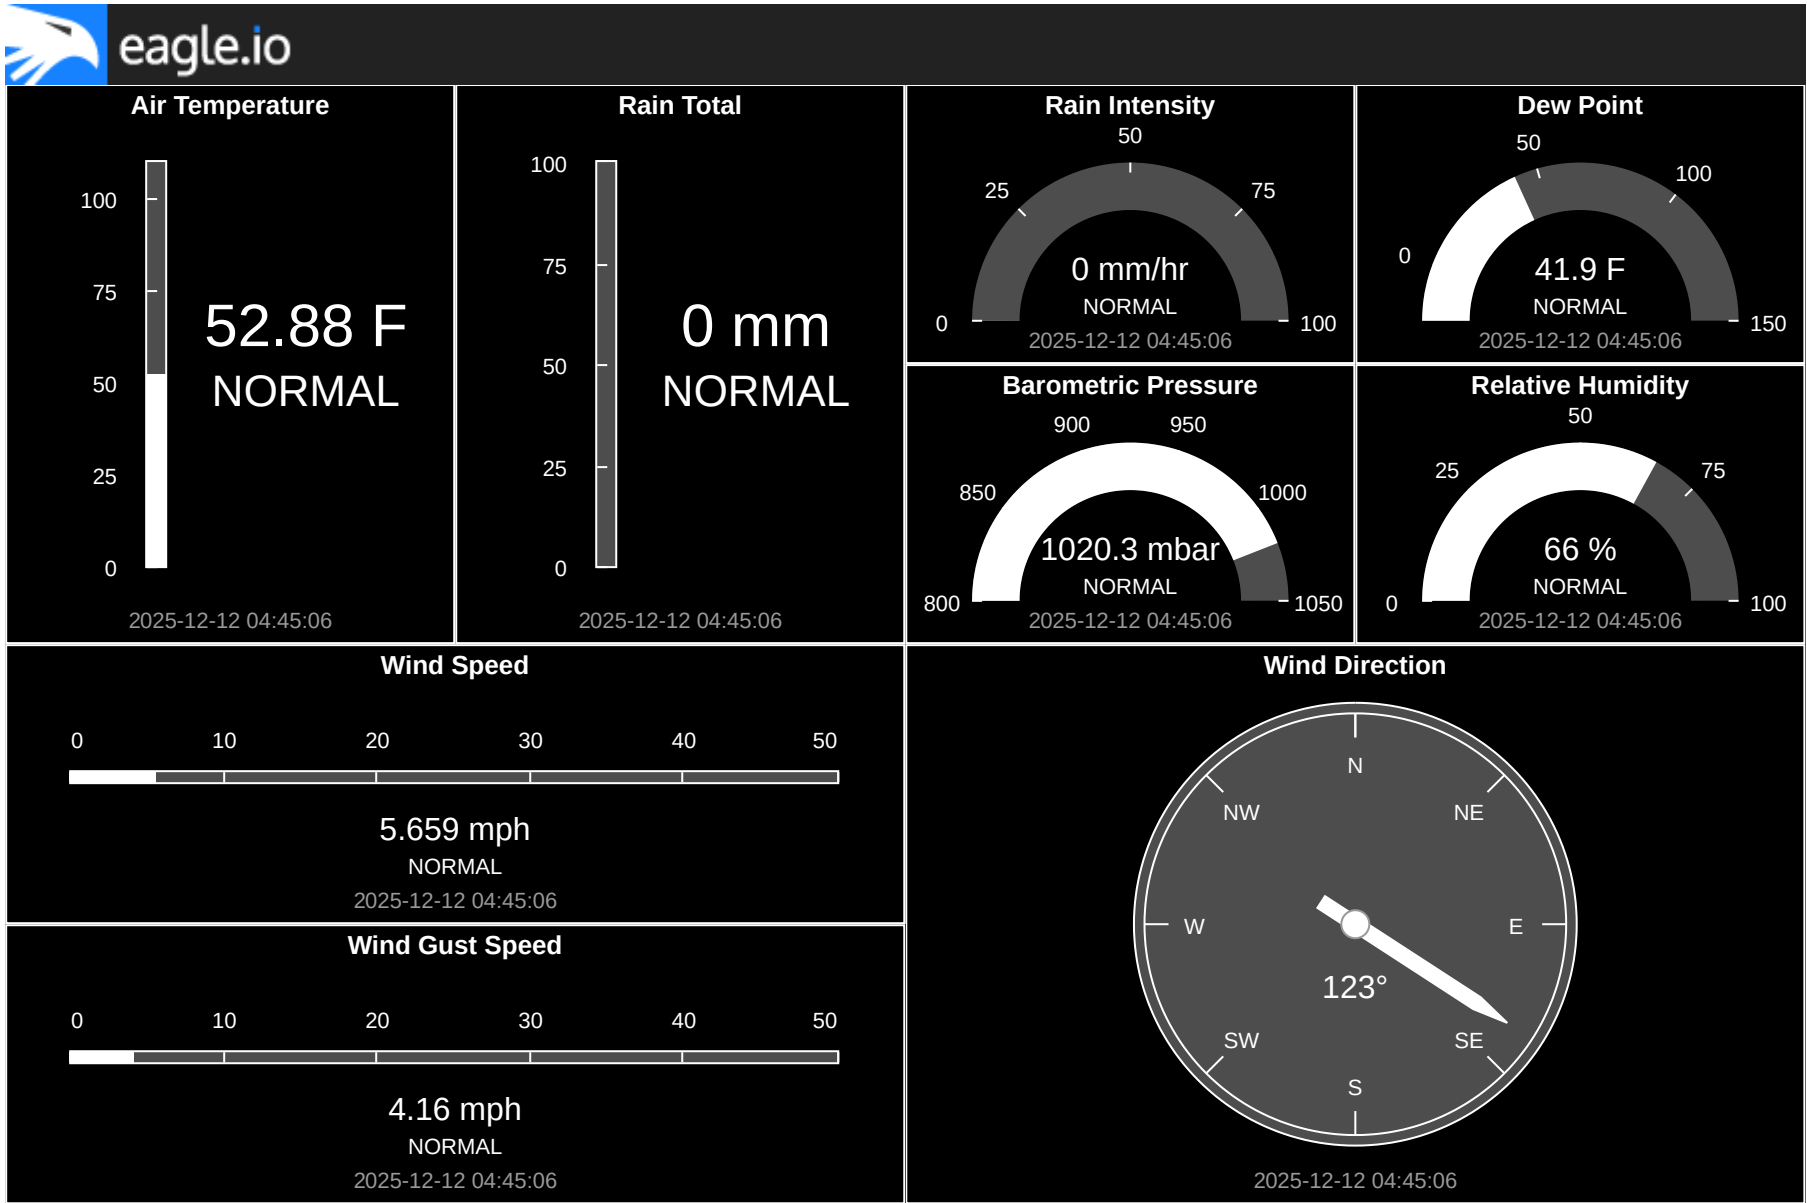 eagle.io
Air Temperature
100
75
50
25
0
52.88 F
NORMAL
2025-12-12 04:45:06
Rain Total
100
75
50
25
0
0 mm
NORMAL
2025-12-12 04:45:06
Rain Intensity
50
25
75
0
100
0 mm/hr
NORMAL
2025-12-12 04:45:06
Dew Point
50
100
0
150
41.9 F
NORMAL
2025-12-12 04:45:06
Barometric Pressure
900
950
850
1000
800
1050
1020.3 mbar
NORMAL
2025-12-12 04:45:06
Relative Humidity
50
25
75
0
100
66 %
NORMAL
2025-12-12 04:45:06
Wind Speed
0 10 20 30 40 50
5.659 mph
NORMAL
2025-12-12 04:45:06
Wind Gust Speed
0 10 20 30 40 50
4.16 mph
NORMAL
2025-12-12 04:45:06
Wind Direction
N
NW NE
W E
123°
SW SE
S
2025-12-12 04:45:06